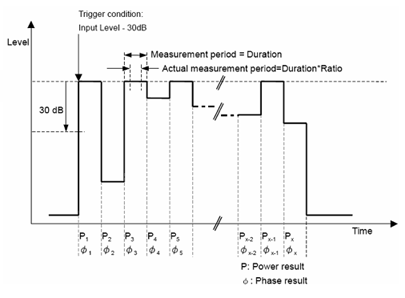 Trigger condition:
Input Level - 30dB
Level
Measurement period = Duration
Actual measurement period=Duration*Ratio
30 dB
Time
P1 P2 P3 P4 P5 Px-2 Px-1 Px
ϕ1 ϕ2 ϕ3 ϕ4 ϕ5 ϕx-2 ϕx-1 ϕx
P: Power result
ϕ : Phase result